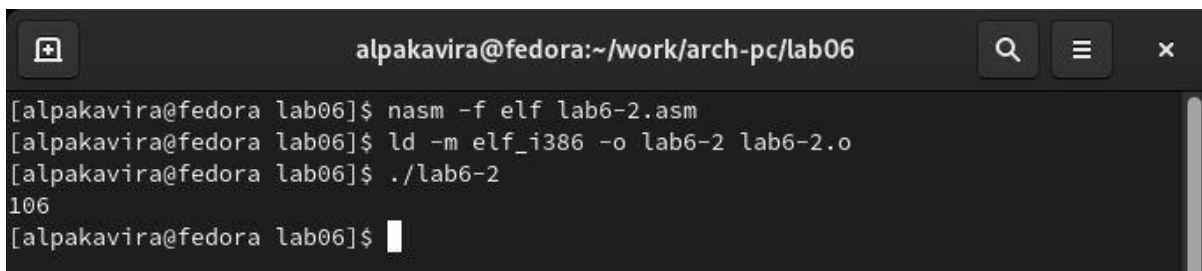 alpakavira@fedora:~/work/arch-pc/lab06
[alpakavira@fedora lab06]$ nasm -f elf lab6-2.asm
[alpakavira@fedora lab06]$ ld -m elf_i386 -o lab6-2 lab6-2.o
[alpakavira@fedora lab06]$ ./lab6-2
106
[alpakavira@fedora lab06]$